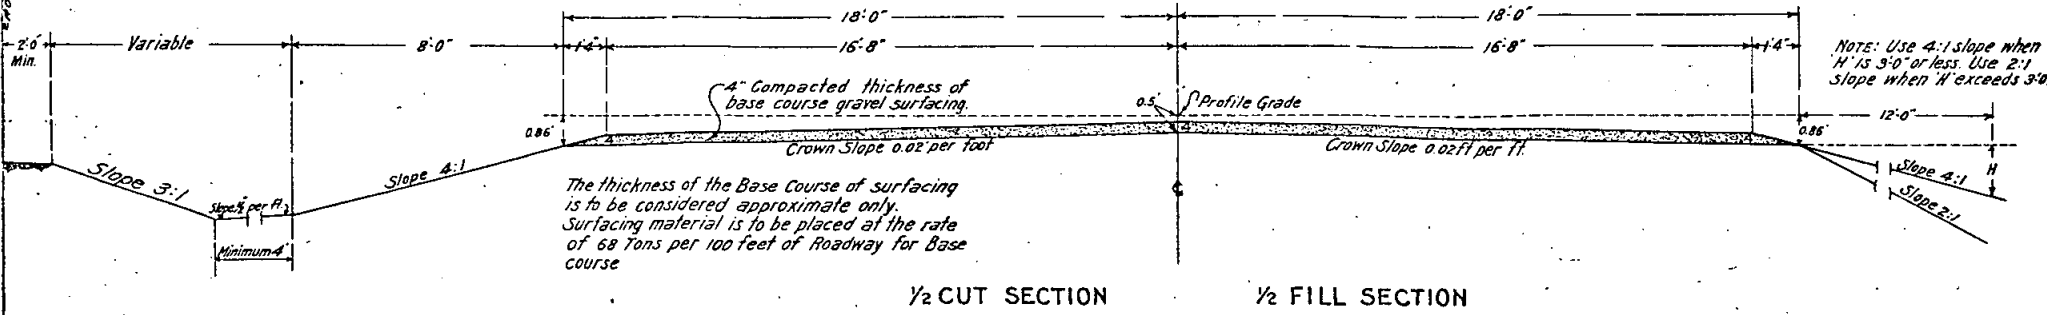 18'-0"
18'-0"
2'-0"
Min.
Variable
8'-0"
1'4"
16'-8"
16'-8"
1'4"
NOTE: Use 4:1 slope when
'H' is 3'-0" or less. Use 2:1
slope when 'H' exceeds 3'-0"
4" Compacted thickness of
base course gravel surfacing.
0.5'
Profile Grade
12'-0"
0.86'
0.86'
Crown Slope 0.02' per foot
Crown Slope 0.02 ft per ft.
Slope 3:1
Slope 4:1
H
Slope 4:1
Slope 2:1
per ft.
Minimum 4'
The thickness of the Base Course of surfacing
is to be considered approximate only.
Surfacing material is to be placed at the rate
of 68 Tons per 100 feet of Roadway for Base
course
1/2 CUT SECTION
1/2 FILL SECTION